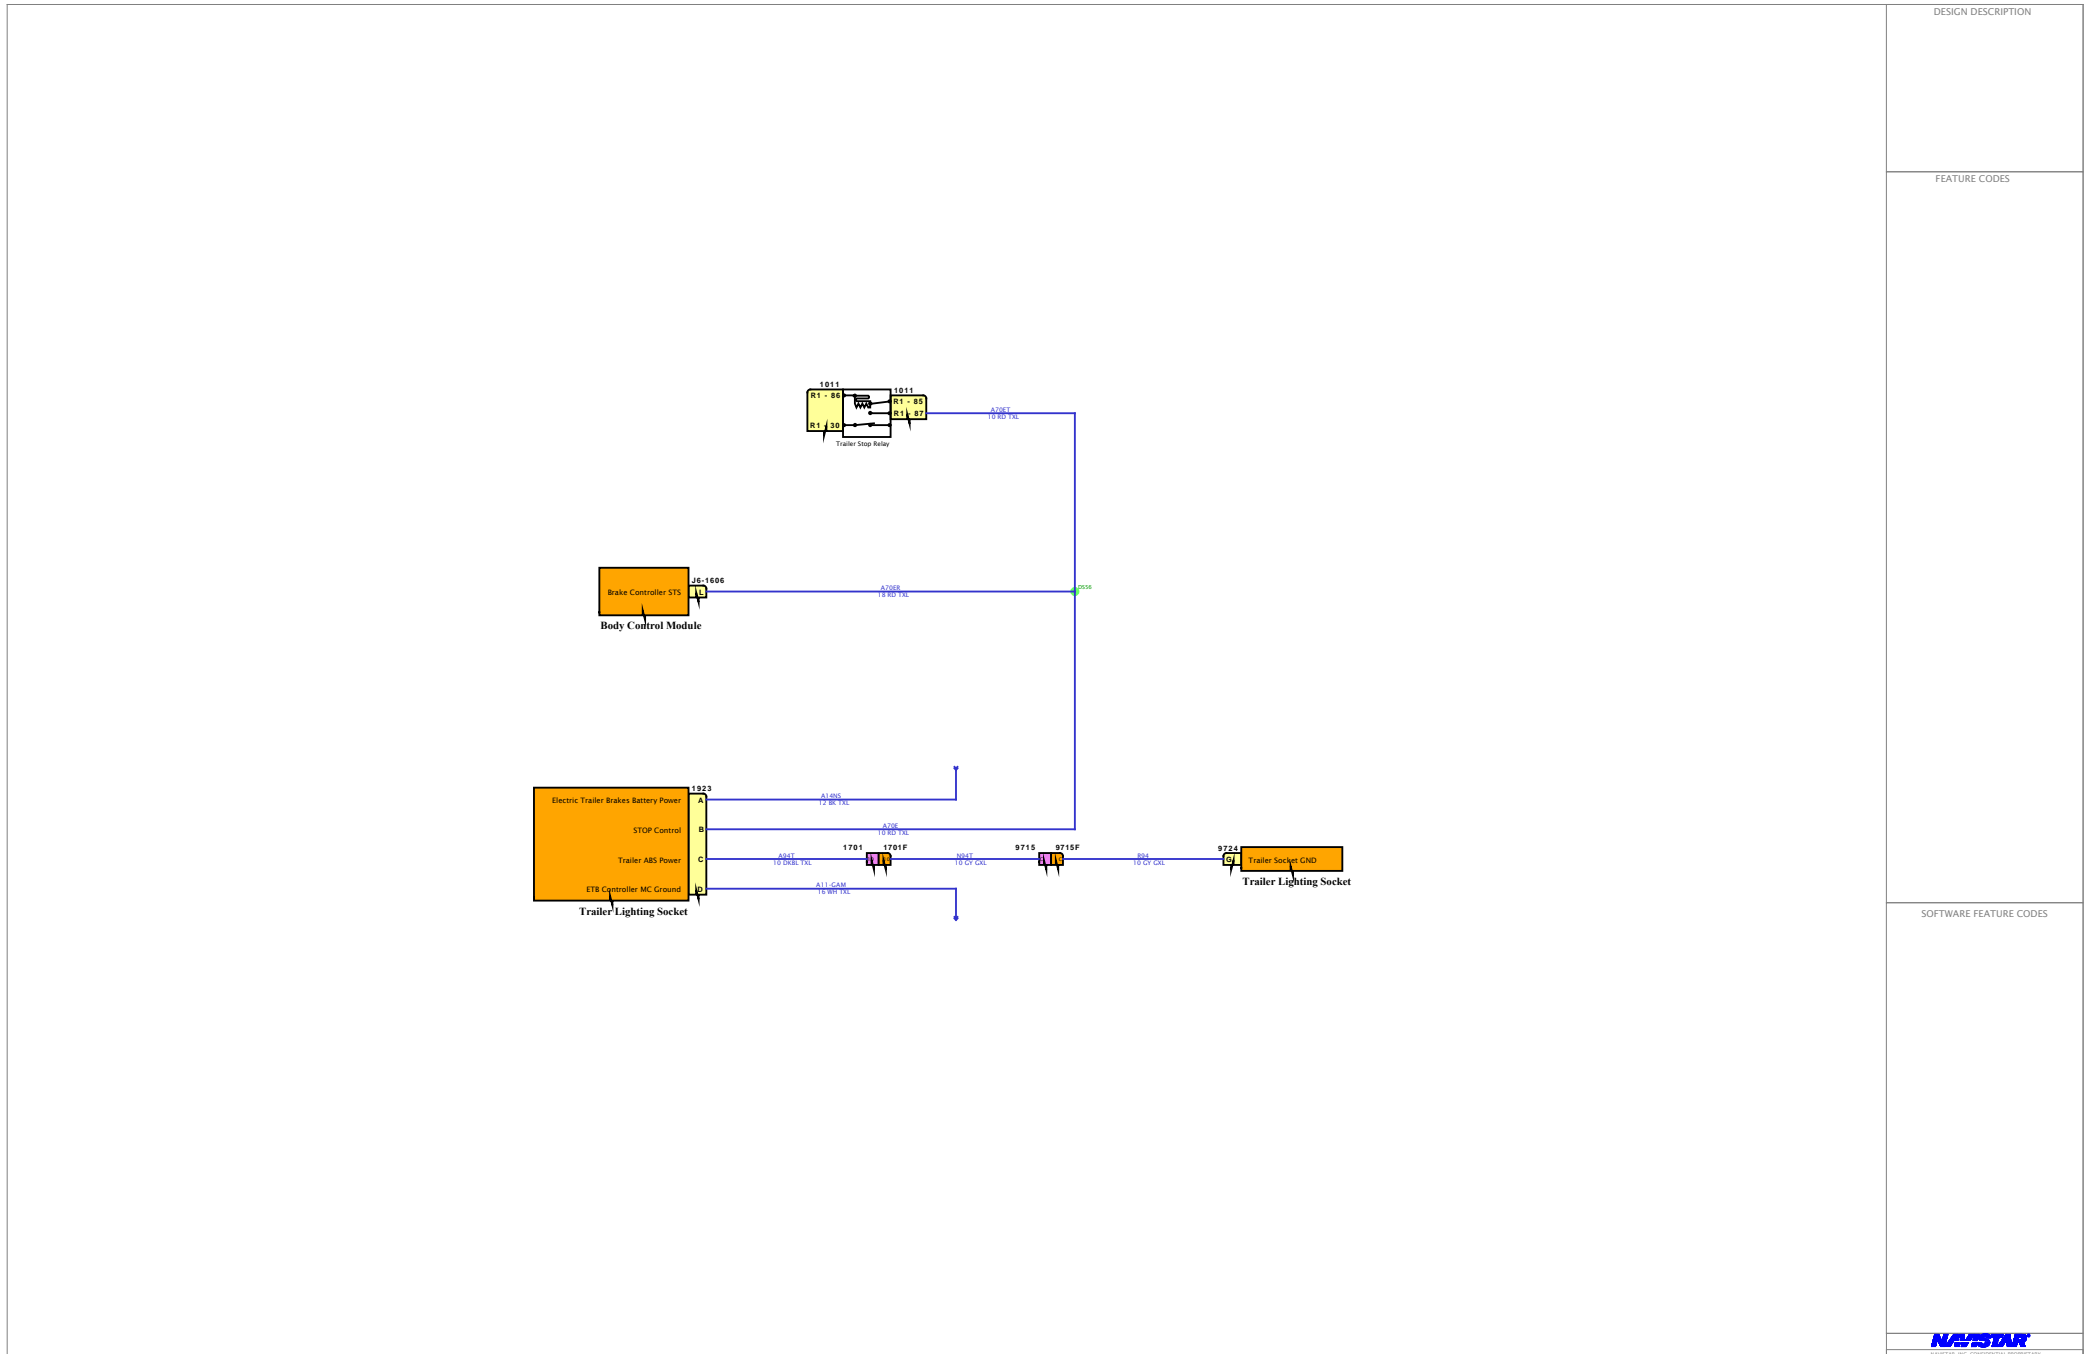 DESIGN DESCRIPTION
FEATURE CODES
1011
1011
R1 - 86
R1 - 85
R1 - 87
R1 - 30
Trailer Stop Relay
A70ET
10 RD TXL
J6-1606
Brake Controller STS
L
A70ER
18 RD TXL
Body Control Module
1923
Electric Trailer Brakes Battery Power
A
A14NS
12 BK TXL
STOP Control
B
A70E
10 RD TXL
1701
1701F
9715
9715F
9724
Trailer ABS Power
C
A94T
10 DKBL TXL
N94T
10 GY GXL
R94
10 GY GXL
G
Trailer Socket GND
Trailer Lighting Socket
ETB Controller MC Ground
D
A11-GAM
16 WH TXL
Trailer Lighting Socket
SOFTWARE FEATURE CODES
NAVISTAR